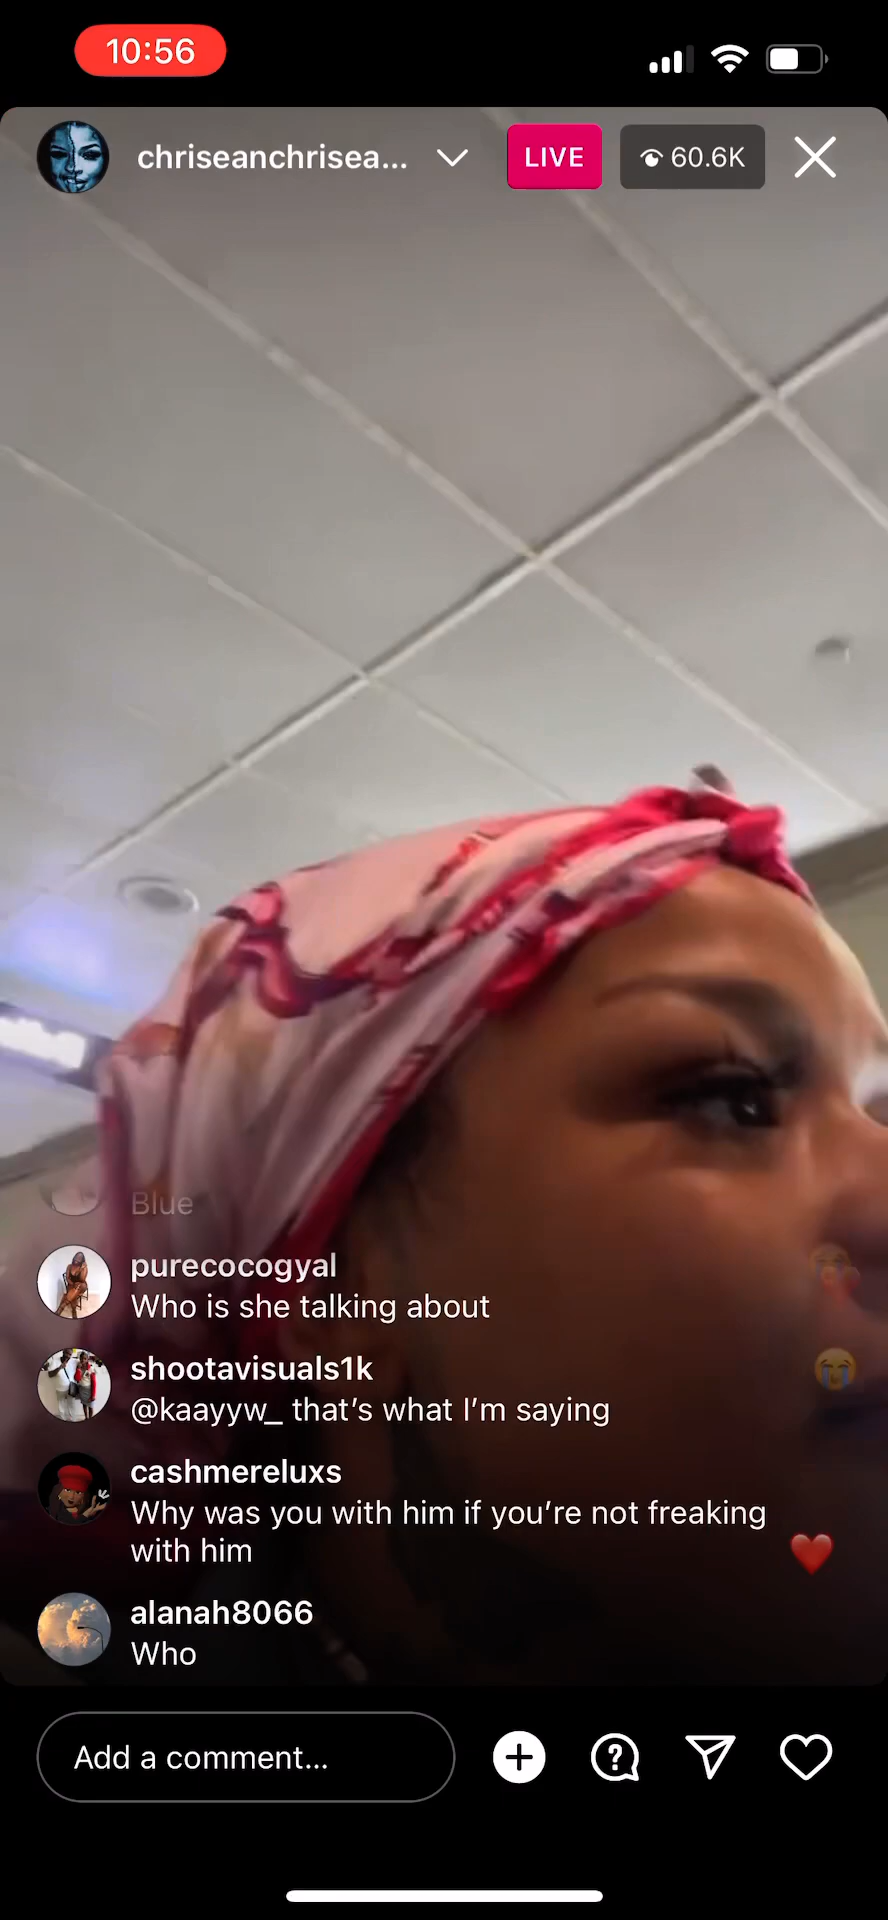 10:56
chriseanchrisea...
LIVE
60.6K
Blue
purecocogyal
Who is she talking about
shootavisuals1k
@kaayyw_ that’s what I’m saying
cashmereluxs
Why was you with him if you’re not freaking
with him
alanah8066
Who
Add a comment...